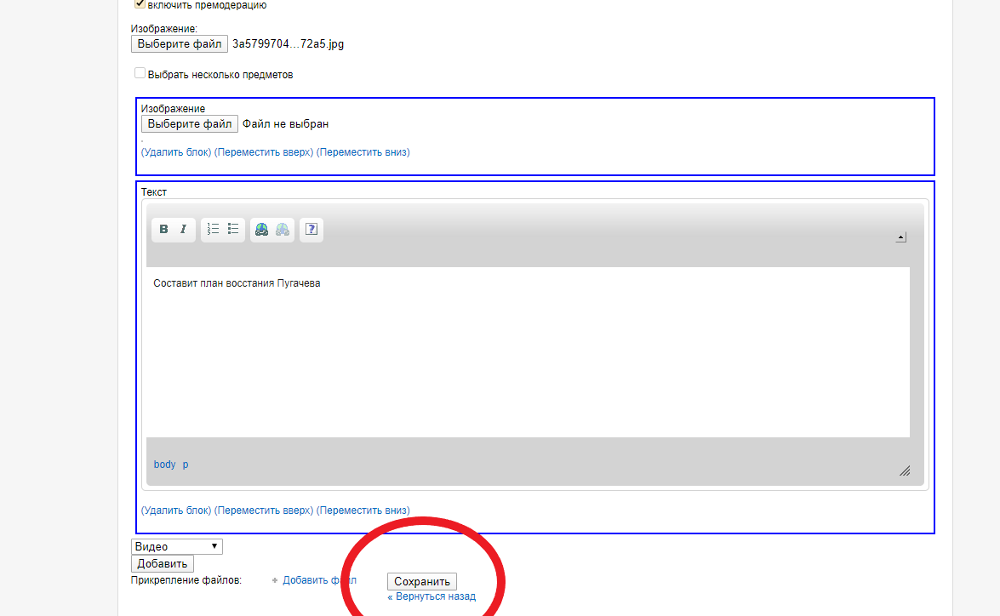 включить премодерацию
Изображение:
Выберите файл 3a5799704...72a5.jpg
Выбрать несколько предметов
Изображение
Выберите файл Файл не выбран
(Удалить блок) (Переместить вверх) (Переместить вниз)
Текст
B I ?
Составит план восстания Пугачева
body p
(Удалить блок) (Переместить вверх) (Переместить вниз)
Видео
Добавить
Прикрепление файлов: + Добавить файл
Сохранить
« Вернуться назад